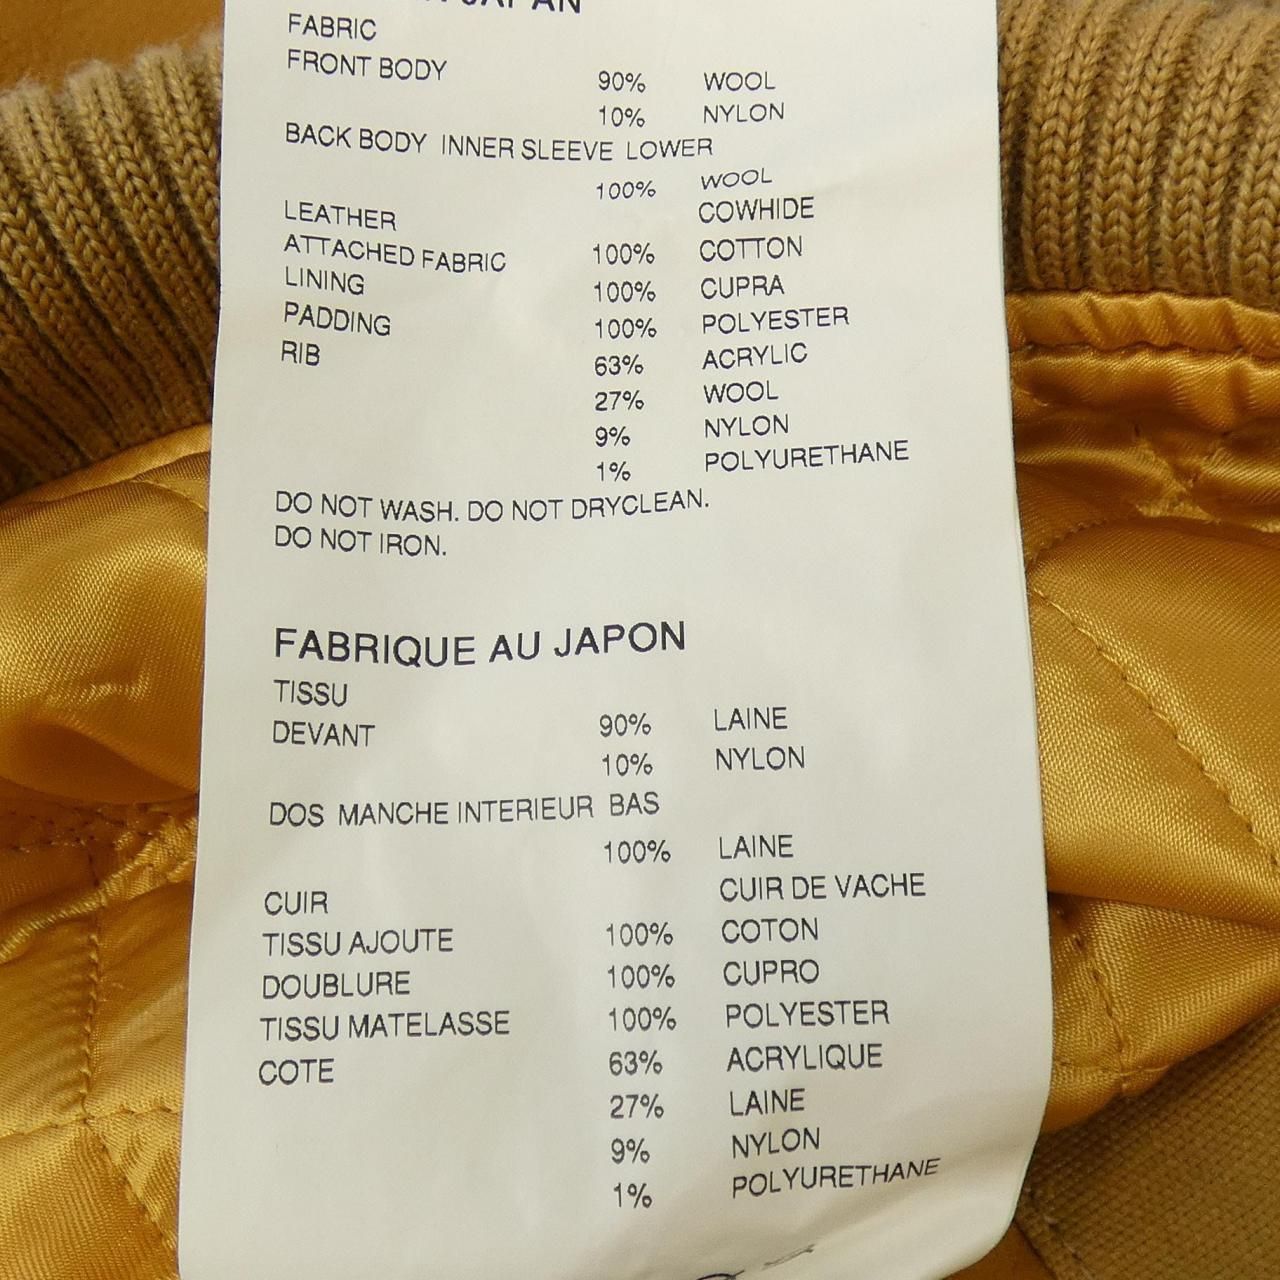 JAPAN
FABRIC
FRONT BODY 90% WOOL
10% NYLON
BACK BODY INNER SLEEVE LOWER
100% WOOL
LEATHER COWHIDE
ATTACHED FABRIC 100% COTTON
LINING 100% CUPRA
PADDING 100% POLYESTER
RIB 63% ACRYLIC
27% WOOL
9% NYLON
1% POLYURETHANE
DO NOT WASH. DO NOT DRYCLEAN.
DO NOT IRON.
FABRIQUE AU JAPON
TISSU
DEVANT 90% LAINE
10% NYLON
DOS MANCHE INTERIEUR BAS
100% LAINE
CUIR CUIR DE VACHE
TISSU AJOUTE 100% COTON
DOUBLURE 100% CUPRO
TISSU MATELASSE 100% POLYESTER
COTE 63% ACRYLIQUE
27% LAINE
9% NYLON
1% POLYURETHANE